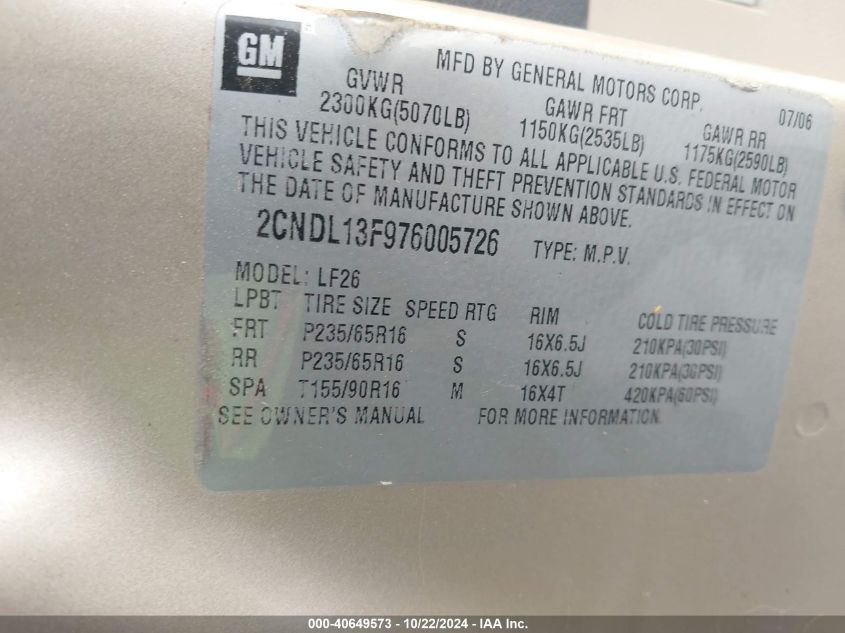 GM
MFD BY GENERAL MOTORS CORP. 07/06
GVWR GAWR FRT GAWR RR
2300KG(5070LB) 1150KG(2535LB) 1175KG(2590LB)
THIS VEHICLE CONFORMS TO ALL APPLICABLE U.S. FEDERAL MOTOR
VEHICLE SAFETY AND THEFT PREVENTION STANDARDS IN EFFECT ON
THE DATE OF MANUFACTURE SHOWN ABOVE.
2CNDL13F976005726 TYPE: M.P.V.
MODEL: LF26
LPBT TIRE SIZE SPEED RTG RIM COLD TIRE PRESSURE
FRT P235/65R16 S 16X6.5J 210KPA(30PSI)
RR P235/65R16 S 16X6.5J 210KPA(30PSI)
SPA T155/90R16 M 16X4T 420KPA(60PSI)
SEE OWNER'S MANUAL FOR MORE INFORMATION.
000-40649573 - 10/22/2024 - IAA Inc.